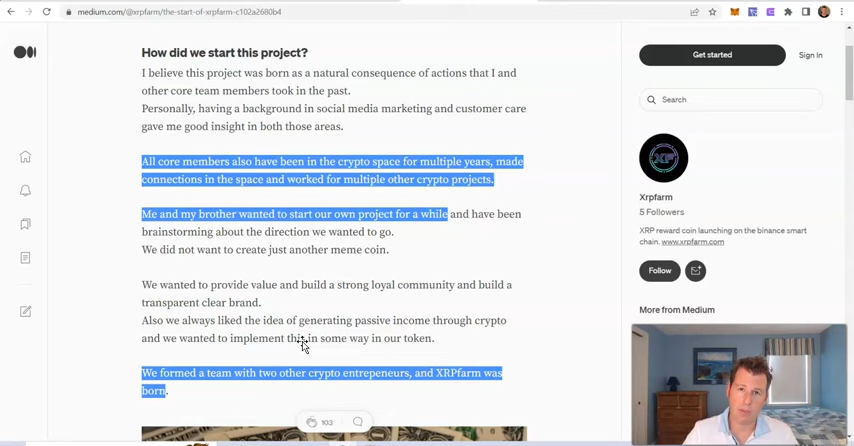 medium.com/@xrpfarm/the-start-of-xrpfarm-c102a2680b4
How did we start this project?
I believe this project was born as a natural consequence of actions that I and
other core team members took in the past.
Personally, having a background in social media marketing and customer care
gave me good insight in both those areas.
All core members also have been in the crypto space for multiple years, made
connections in the space and worked for multiple other crypto projects.
Me and my brother wanted to start our own project for a while and have been
brainstorming about the direction we wanted to go.
We did not want to create just another meme coin.
We wanted to provide value and build a strong loyal community and build a
transparent clear brand.
Also we always liked the idea of generating passive income through crypto
and we wanted to implement this in some way in our token.
We formed a team with two other crypto entrepeneurs, and XRPfarm was
born.
103
Get started
Sign In
Search
XF
Xrpfarm
5 Followers
XRP reward coin launching on the binance smart
chain. www.xrpfarm.com
Follow
More from Medium